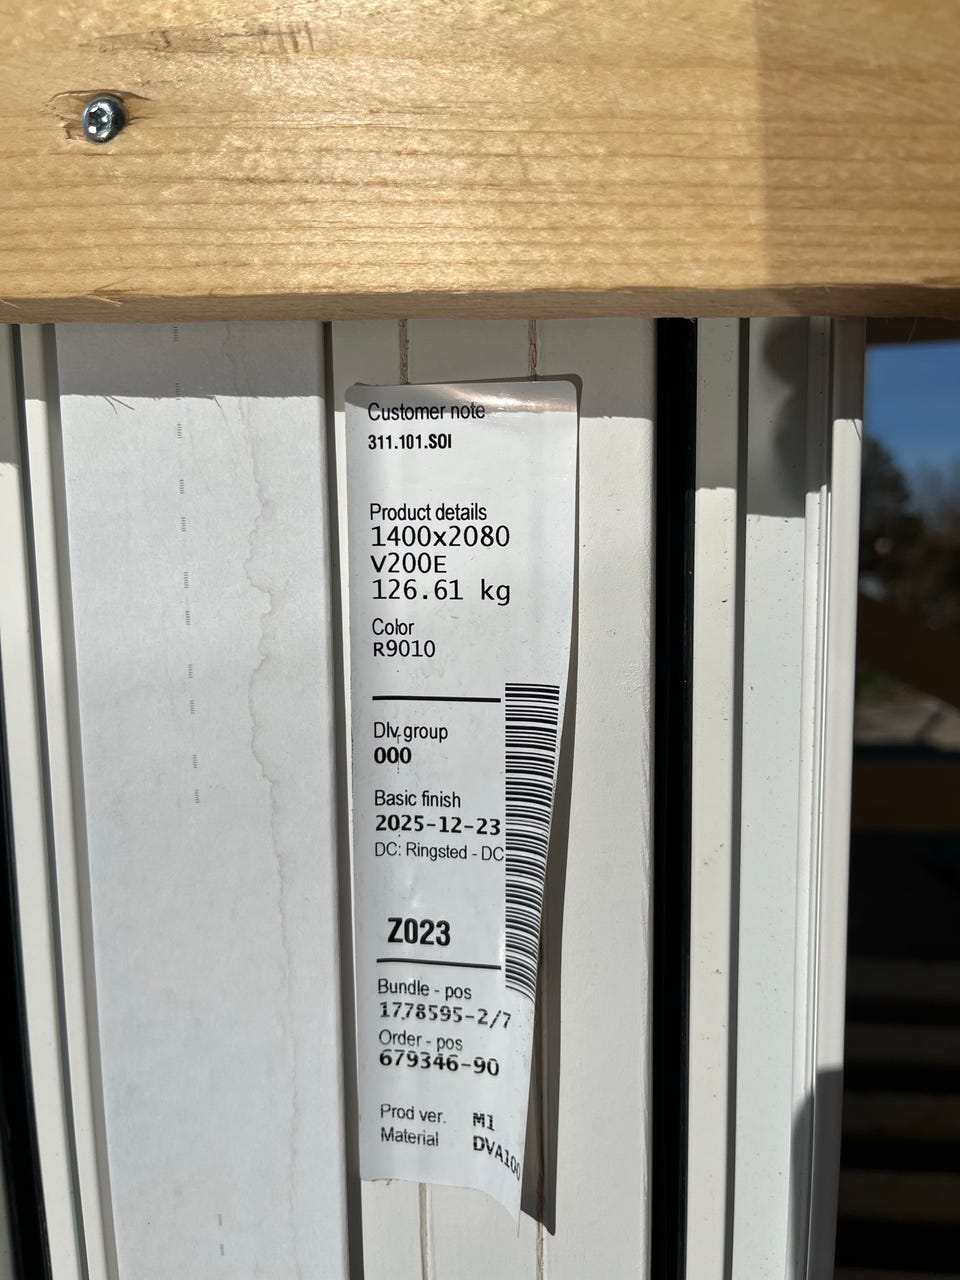 Customer note
311.101.SOI
Product details
1400x2080
V200E
126.61 kg
Color
R9010
Dlv.group
000
Basic finish
2025-12-23
DC: Ringsted - DC
Z023
Bundle - pos
1778595-2/7
Order - pos
679346-90
Prod ver. M1
Material DVA100